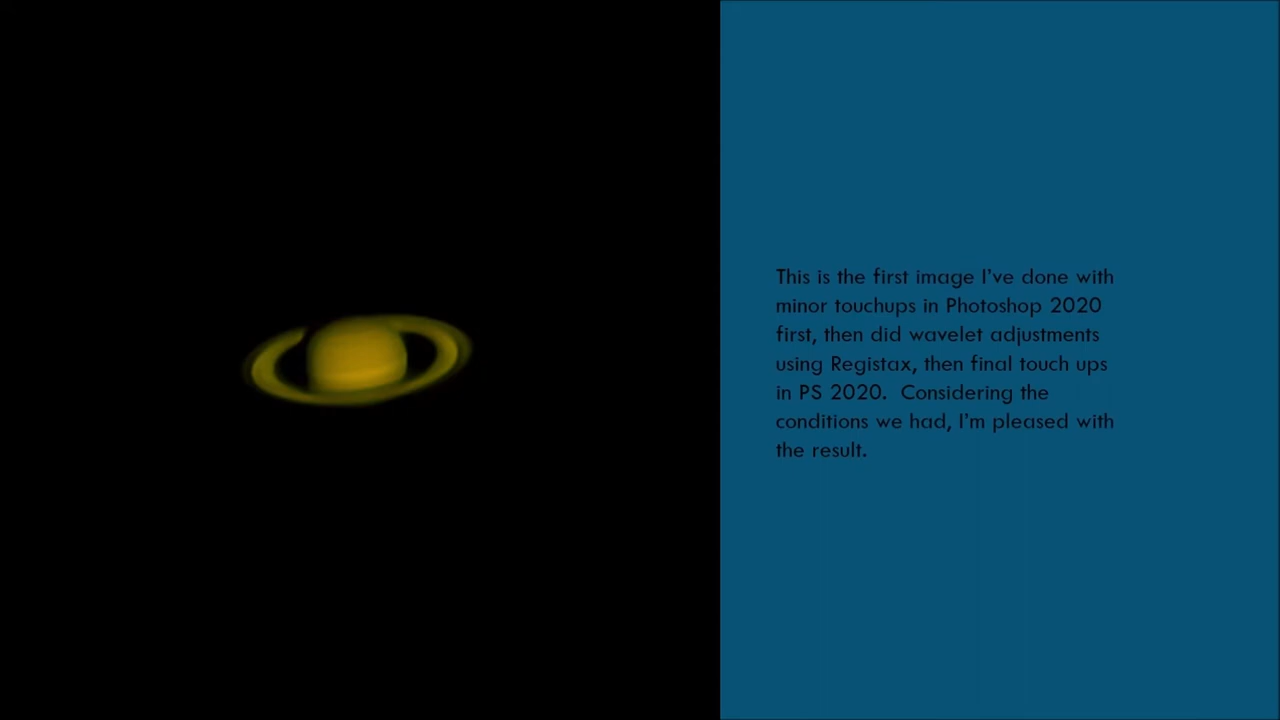 This is the first image I've done with
minor touchups in Photoshop 2020
first, then did wavelet adjustments
using Registax, then final touch ups
in PS 2020.  Considering the
conditions we had, I'm pleased with
the result.